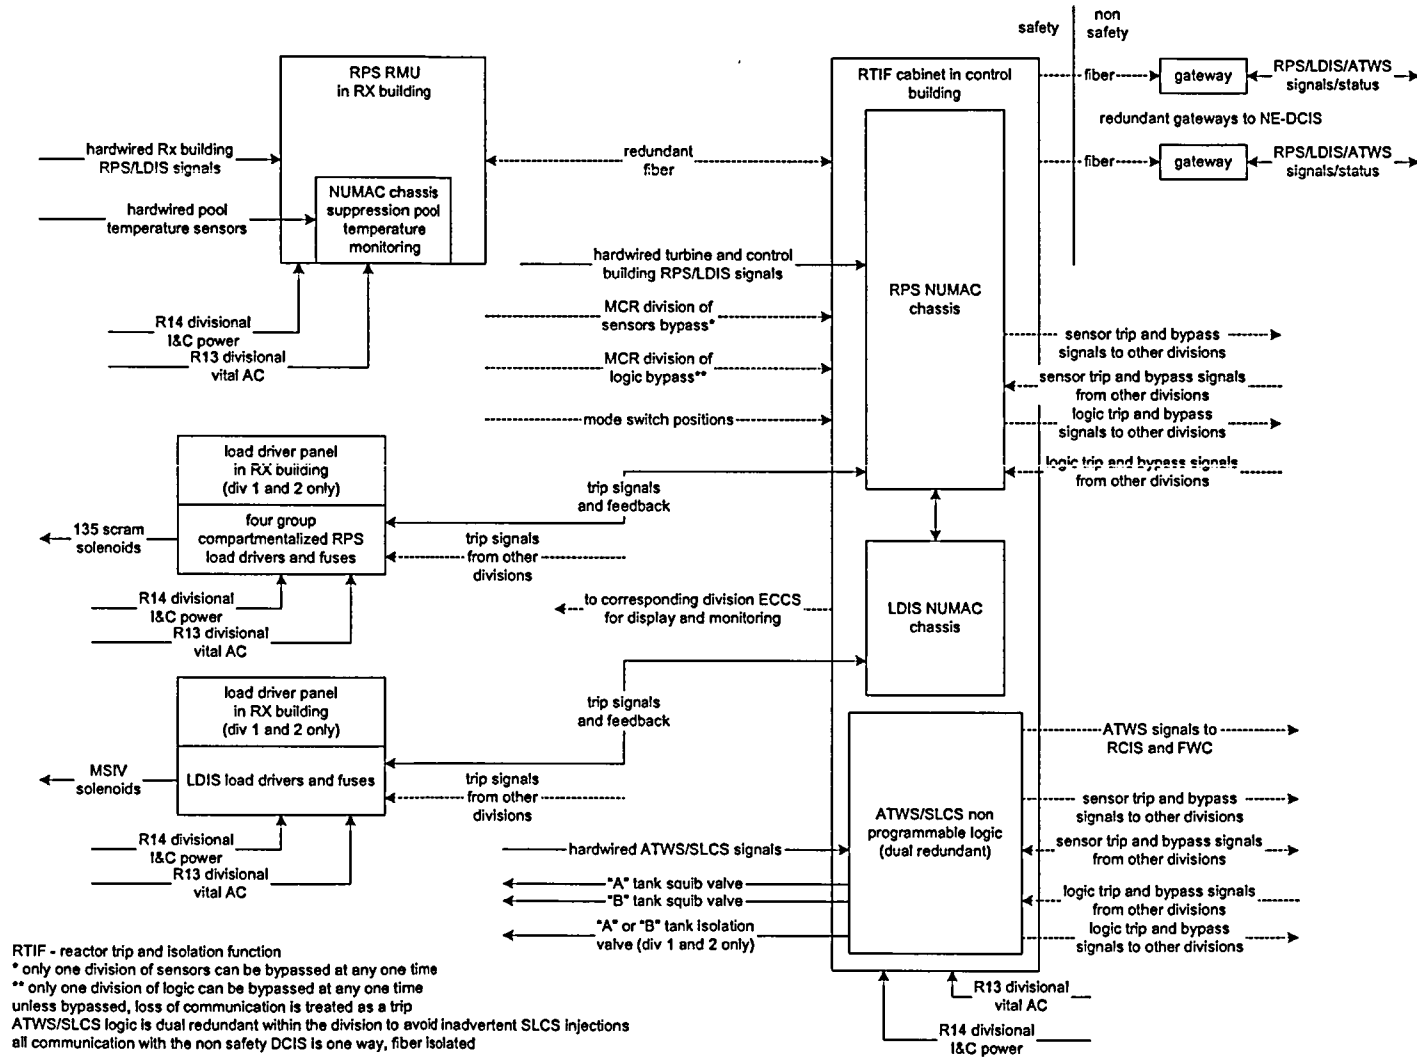 safety
non
safety
RPS RMU
in RX building
RTIF cabinet in control
building
fiber
gateway
RPS/LDIS/ATWS
signals/status
redundant gateways to NE-DCIS
fiber
gateway
RPS/LDIS/ATWS
signals/status
hardwired Rx building
RPS/LDIS signals
redundant
fiber
NUMAC chassis
suppression pool
temperature
monitoring
hardwired pool
temperature sensors
hardwired turbine and control
building RPS/LDIS signals
RPS NUMAC
chassis
MCR division of
sensors bypass*
R14 divisional
I&C power
R13 divisional
vital AC
MCR division of
logic bypass**
mode switch positions
sensor trip and bypass
signals to other divisions
sensor trip and bypass signals
from other divisions
logic trip and bypass
signals to other divisions
logic trip and bypass signals
from other divisions
load driver panel
in RX building
(div 1 and 2 only)
four group
compartmentalized RPS
load drivers and fuses
135 scram
solenoids
trip signals
and feedback
trip signals
from other
divisions
R14 divisional
I&C power
R13 divisional
vital AC
to corresponding division ECCS
for display and monitoring
LDIS NUMAC
chassis
load driver panel
in RX building
(div 1 and 2 only)
LDIS load drivers and fuses
MSIV
solenoids
trip signals
and feedback
trip signals
from other
divisions
R14 divisional
I&C power
R13 divisional
vital AC
ATWS/SLCS non
programmable logic
(dual redundant)
ATWS signals to
RCIS and FWC
sensor trip and bypass
signals to other divisions
sensor trip and bypass signals
from other divisions
logic trip and bypass signals
from other divisions
logic trip and bypass
signals to other divisions
hardwired ATWS/SLCS signals
"A" tank squib valve
"B" tank squib valve
"A" or "B" tank isolation
valve (div 1 and 2 only)
R13 divisional
vital AC
R14 divisional
I&C power
RTIF - reactor trip and isolation function
* only one division of sensors can be bypassed at any one time
** only one division of logic can be bypassed at any one time
unless bypassed, loss of communication is treated as a trip
ATWS/SLCS logic is dual redundant within the division to avoid inadvertent SLCS injections
all communication with the non safety DCIS is one way, fiber isolated